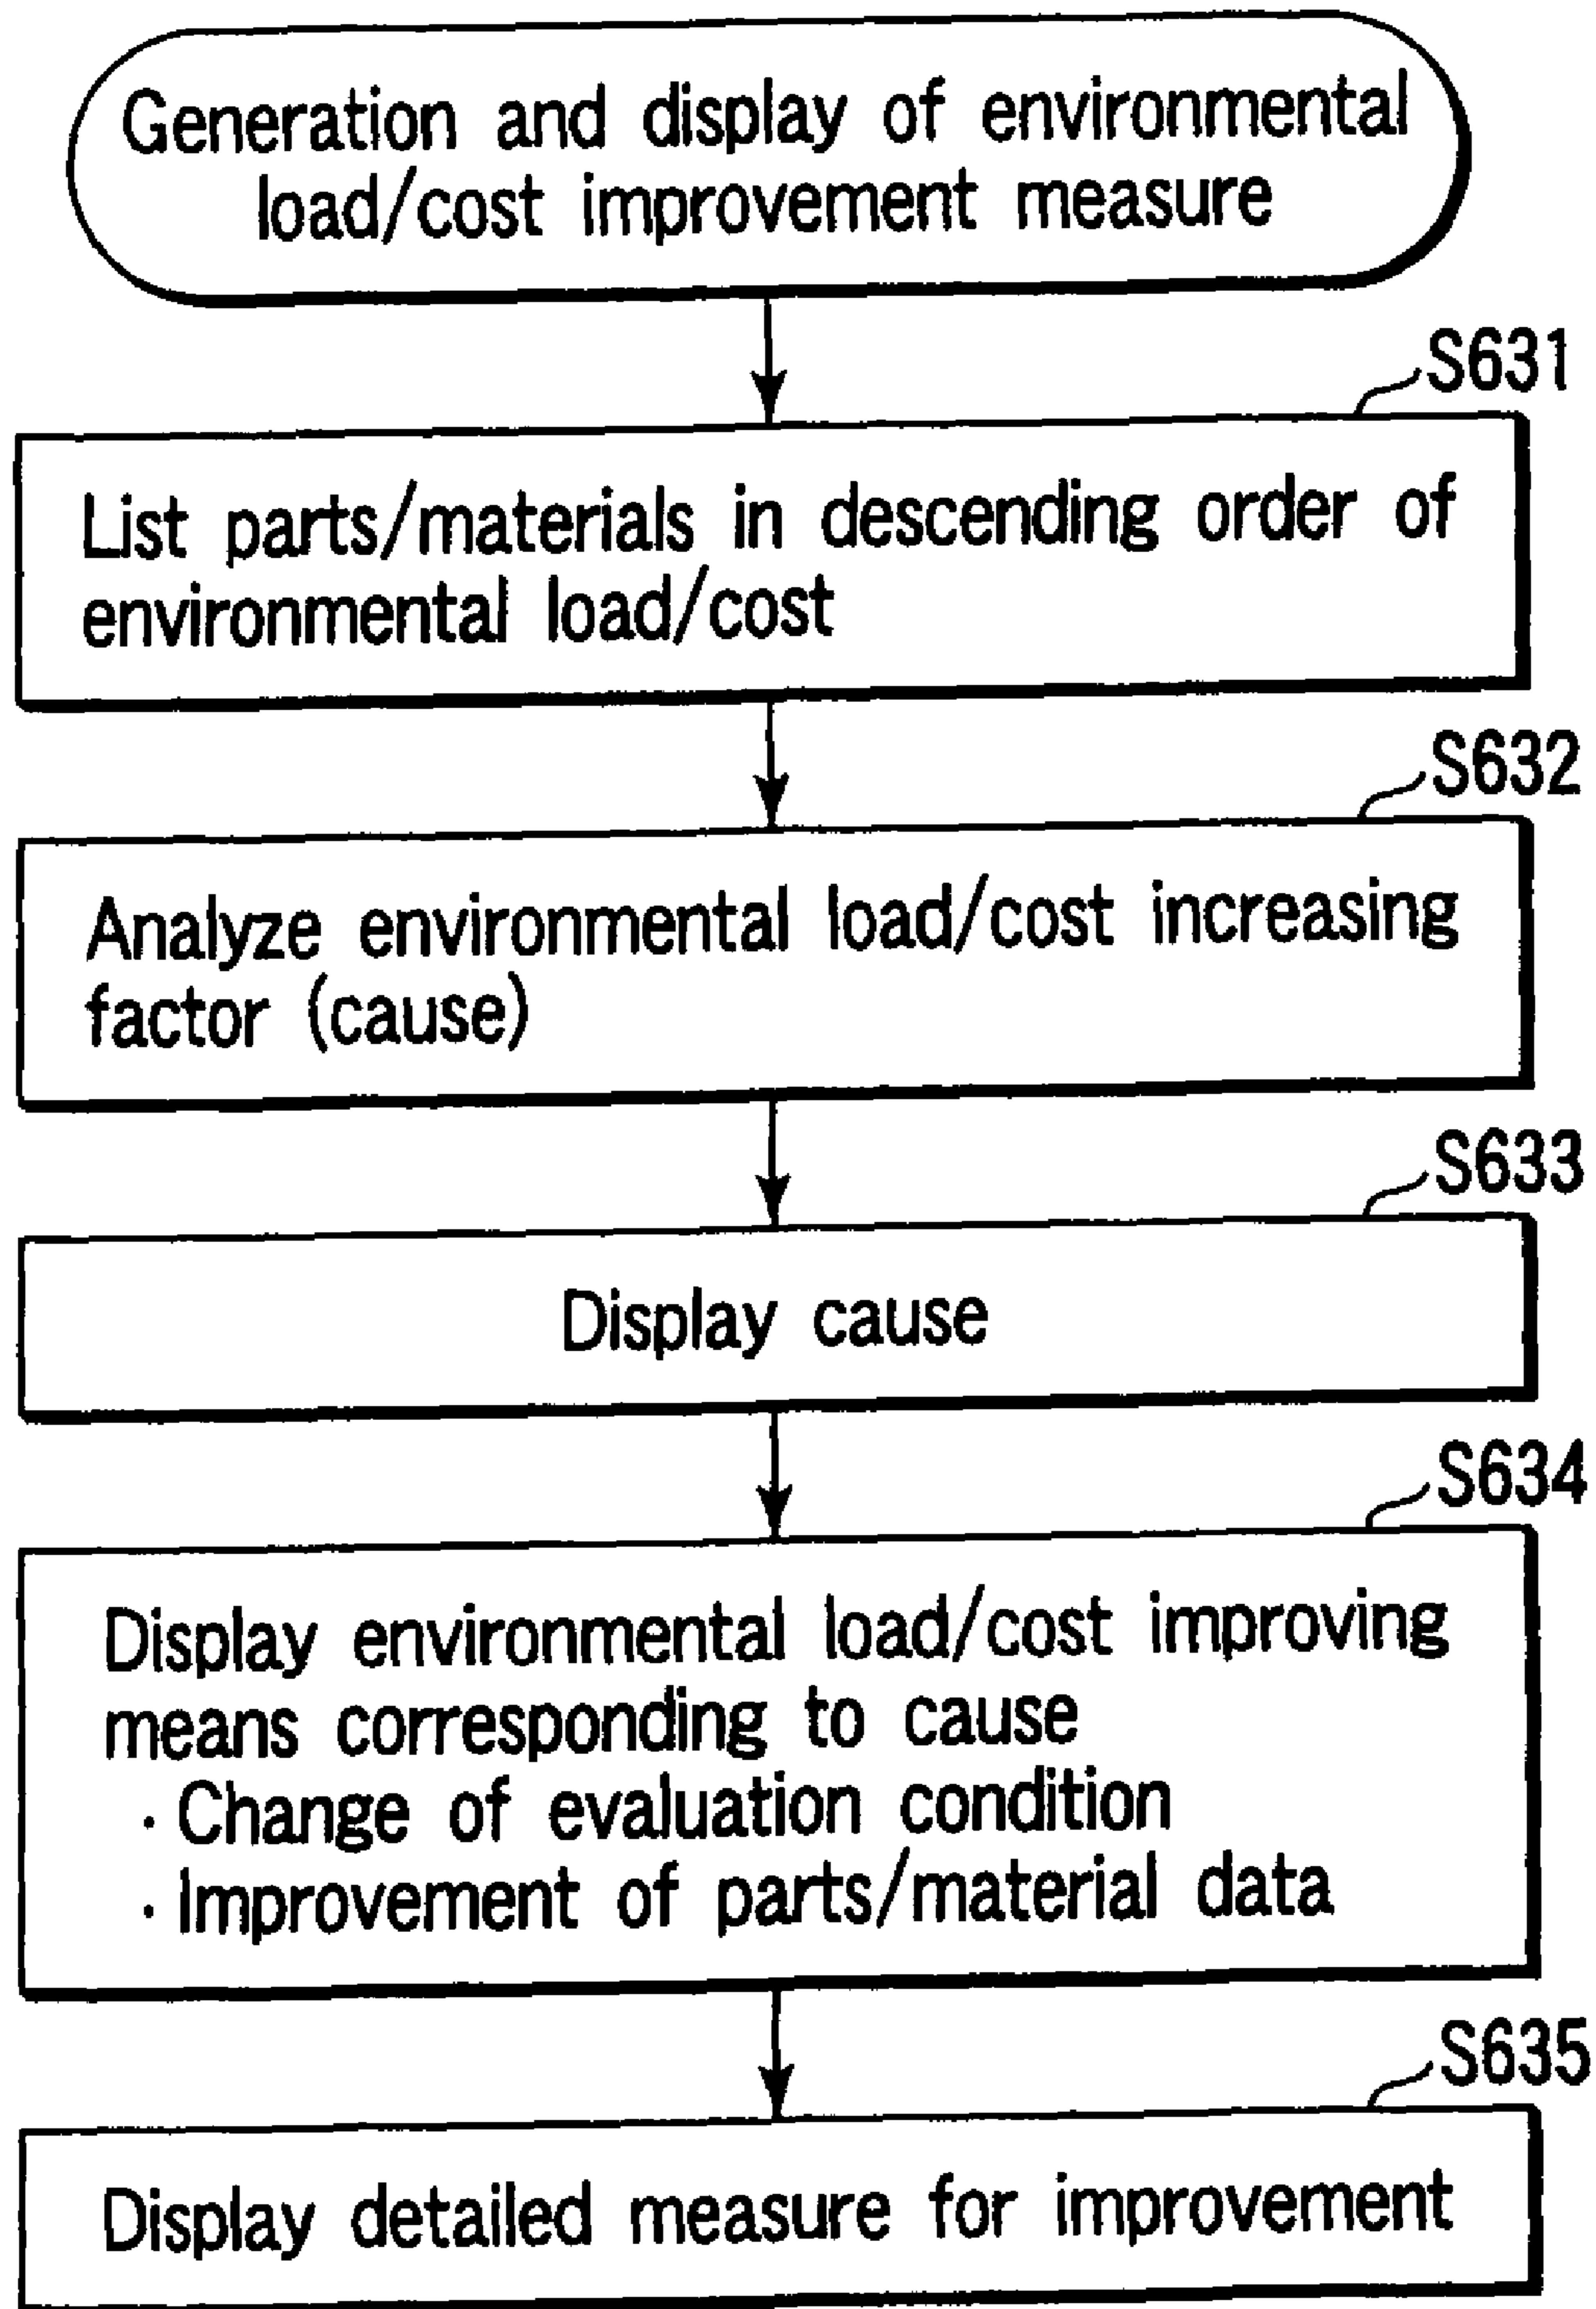 Generation and display of environmental
load/cost improvement measure
S631
List parts/materials in descending order of
environmental load/cost
S632
Analyze environmental load/cost increasing
factor (cause)
S633
Display cause
S634
Display environmental load/cost improving
means corresponding to cause
· Change of evaluation condition
· Improvement of parts/material data
S635
Display detailed measure for improvement